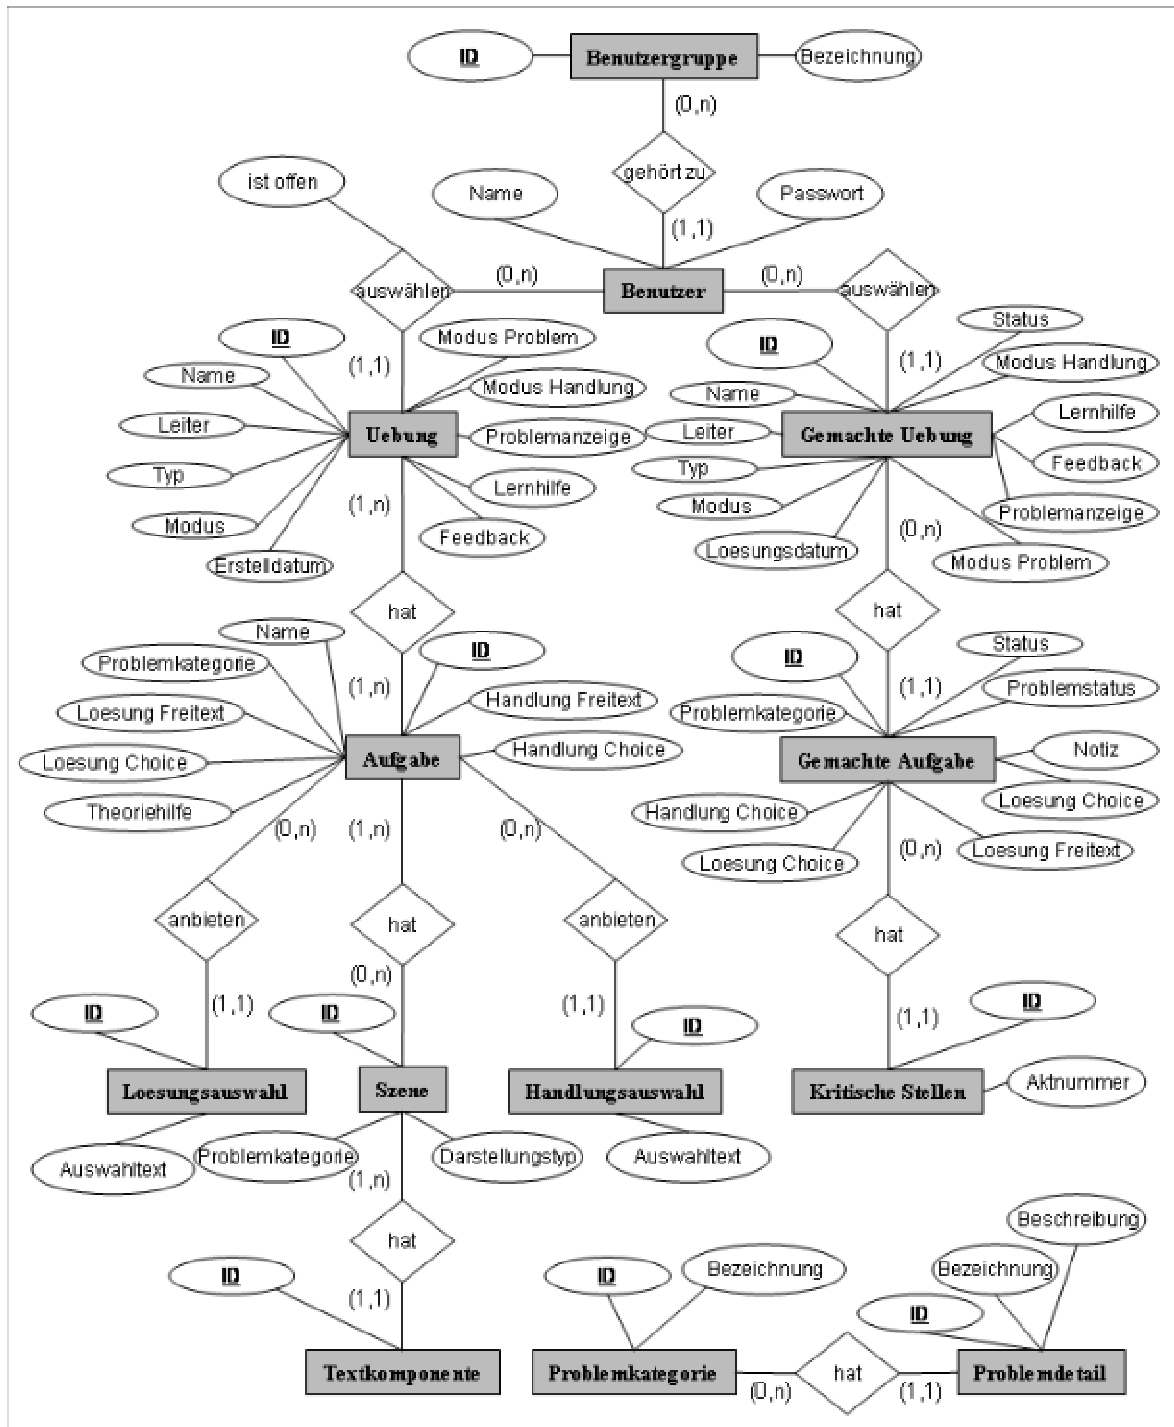 ID
Benutzergruppe
Bezeichnung
(0,n)
gehört zu
ist offen
Name
Passwort
(1,1)
auswählen
(0,n)
Benutzer
(0,n)
auswählen
ID
Modus Problem
(1,1)
Name
Modus Handlung
Leiter
Uebung
Problemanzeige
Typ
Lernhilfe
(1,n)
Modus
Feedback
Erstelldatum
ID
Status
(1,1)
Modus Handlung
Name
Lernhilfe
Leiter
Gemachte Uebung
Typ
Feedback
Modus
Problemanzeige
Loesungsdatum
(0,n)
Modus Problem
hat
hat
Name
ID
Problemkategorie
(1,n)
Handlung Freitext
Loesung Freitext
Handlung Choice
Loesung Choice
Aufgabe
Theoriehilfe
(0,n)
(1,n)
(0,n)
ID
Status
(1,1)
Problemstatus
Problemkategorie
Notiz
Gemachte Aufgabe
Loesung Choice
Handlung Choice
Loesung Choice
(0,n)
Loesung Freitext
anbieten
hat
anbieten
hat
(0,n)
(1,1)
(1,1)
(1,1)
ID
ID
ID
ID
Loesungsauswahl
Szene
Handlungsauswahl
Kritische Stellen
Aktnummer
Auswahltext
Problemkategorie
Darstellungstyp
Auswahltext
(1,n)
hat
ID
(1,1)
Textkomponente
ID
Bezeichnung
Beschreibung
Bezeichnung
ID
Problemkategorie
(0,n)
hat
(1,1)
Problemdetail